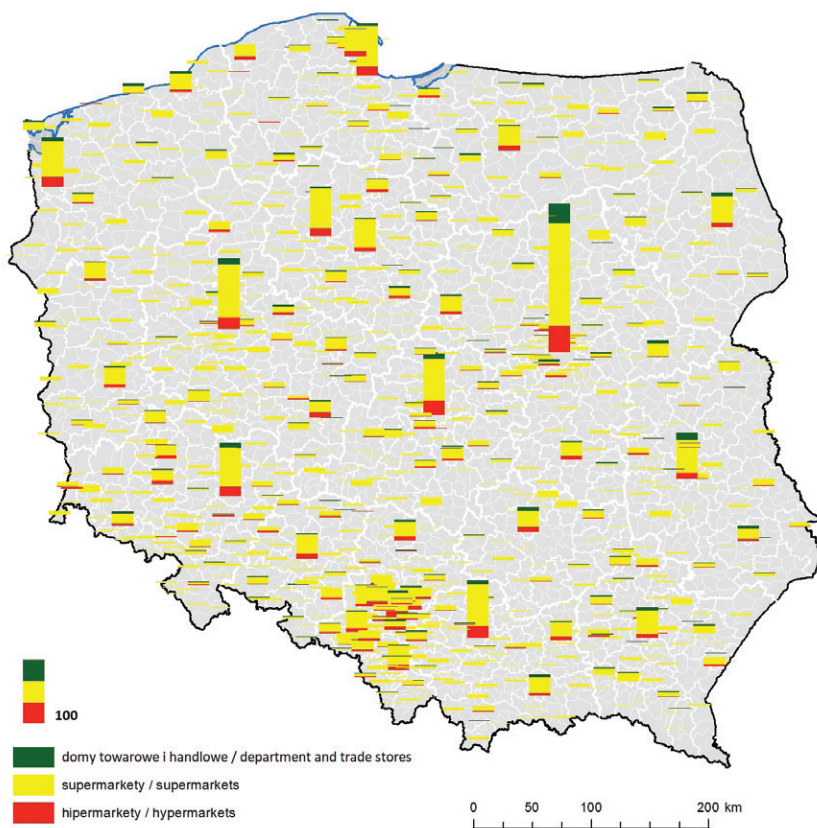 100
domy towarowe i handlowe / department and trade stores
supermarkety / supermarkets
hipermarkety / hypermarkets
0 50 100 200 km